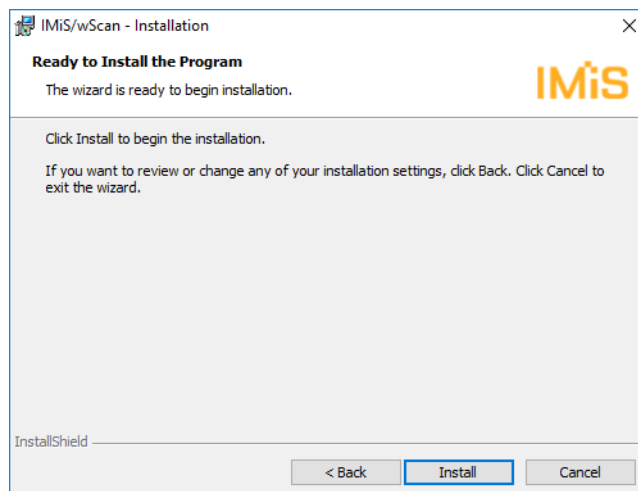 IMiS/wScan - Installation
Ready to Install the Program
The wizard is ready to begin installation.
IMiS
Click Install to begin the installation.
If you want to review or change any of your installation settings, click Back. Click Cancel to
exit the wizard.
InstallShield
< Back
Install
Cancel